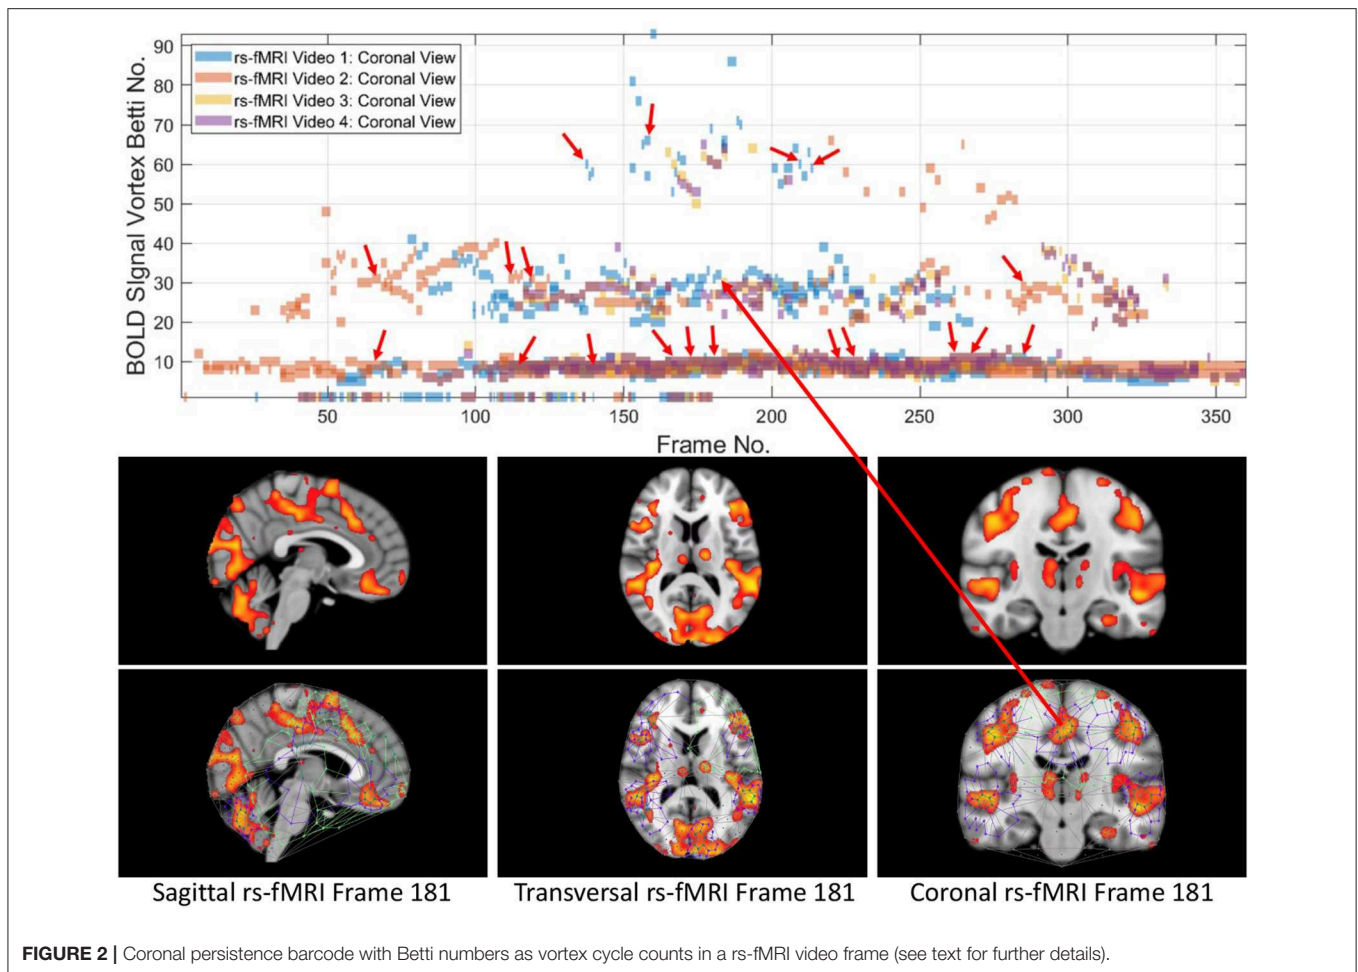 BOLD SIgnal Vortex Betti No.
90
80
70
60
50
40
30
20
10
rs-fMRI Video 1: Coronal View
rs-fMRI Video 2: Coronal View
rs-fMRI Video 3: Coronal View
rs-fMRI Video 4: Coronal View
50 100 150 200 250 300 350
Frame No.
Sagittal rs-fMRI Frame 181
Transversal rs-fMRI Frame 181
Coronal rs-fMRI Frame 181
FIGURE 2 | Coronal persistence barcode with Betti numbers as vortex cycle counts in a rs-fMRI video frame (see text for further details).